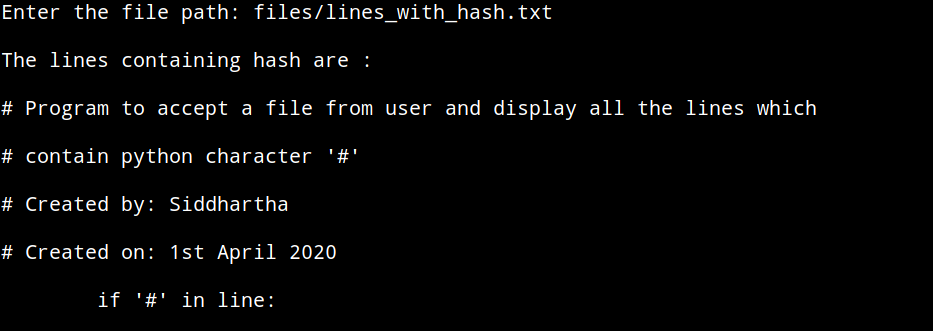 Enter the file path: files/lines_with_hash.txt
The lines containing hash are :
# Program to accept a file from user and display all the lines which
# contain python character '#'
# Created by: Siddhartha
# Created on: 1st April 2020
        if '#' in line: